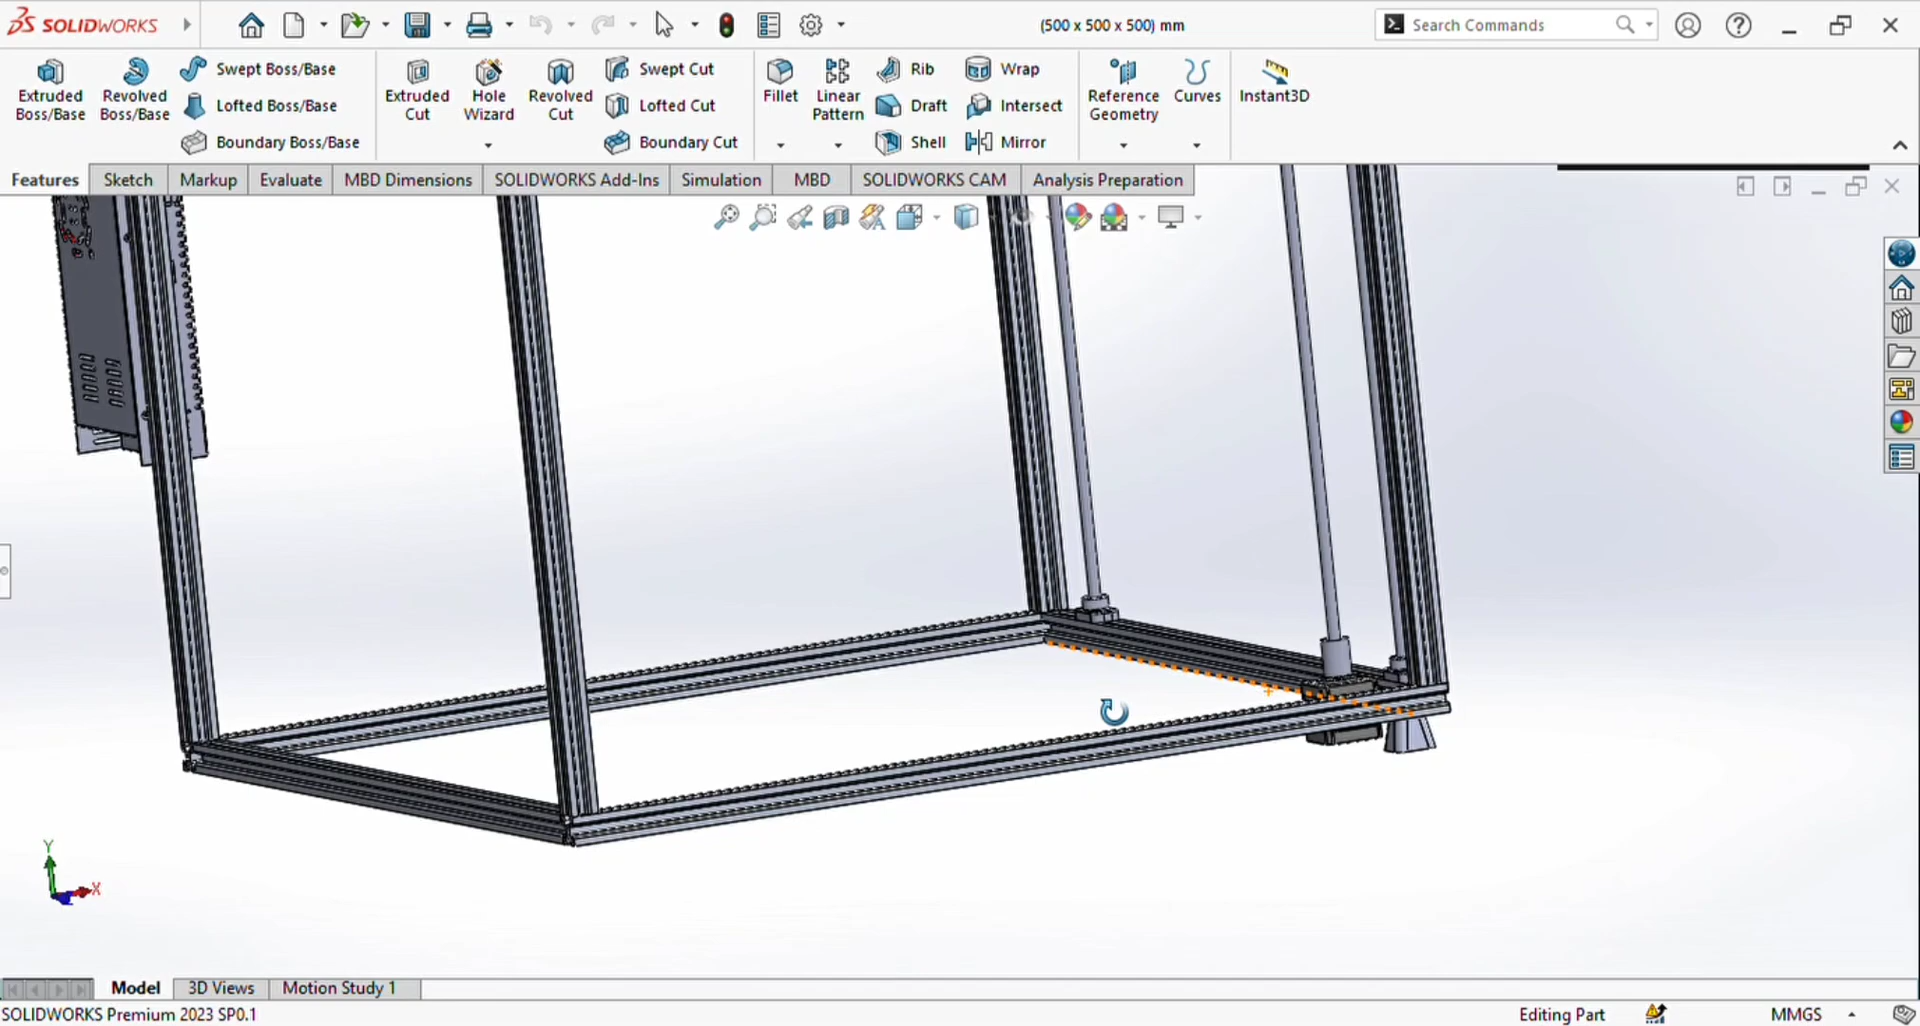 SOLIDWORKS
(500 x 500 x 500) mm
Search Commands
Extruded Boss/Base
Revolved Boss/Base
Swept Boss/Base
Lofted Boss/Base
Boundary Boss/Base
Extruded Cut
Hole Wizard
Revolved Cut
Swept Cut
Lofted Cut
Boundary Cut
Fillet
Linear Pattern
Rib
Draft
Shell
Wrap
Intersect
Mirror
Reference Geometry
Curves
Instant3D
Features
Sketch
Markup
Evaluate
MBD Dimensions
SOLIDWORKS Add-Ins
Simulation
MBD
SOLIDWORKS CAM
Analysis Preparation
Y
X
Model
3D Views
Motion Study 1
SOLIDWORKS Premium 2023 SP0.1
Editing Part
MMGS